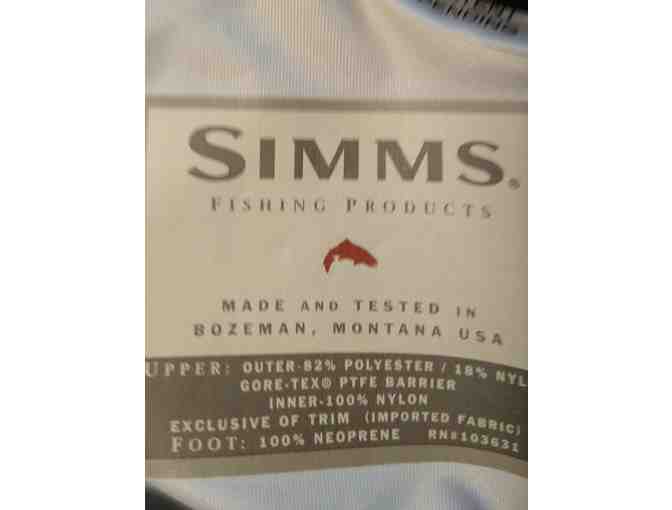 SIMMS®
FISHING PRODUCTS
MADE AND TESTED IN
BOZEMAN, MONTANA USA
UPPER: OUTER-82% POLYESTER / 18% NYL
GORE-TEX® PTFE BARRIER
INNER-100% NYLON
EXCLUSIVE OF TRIM (IMPORTED FABRIC)
FOOT: 100% NEOPRENE RN#103631